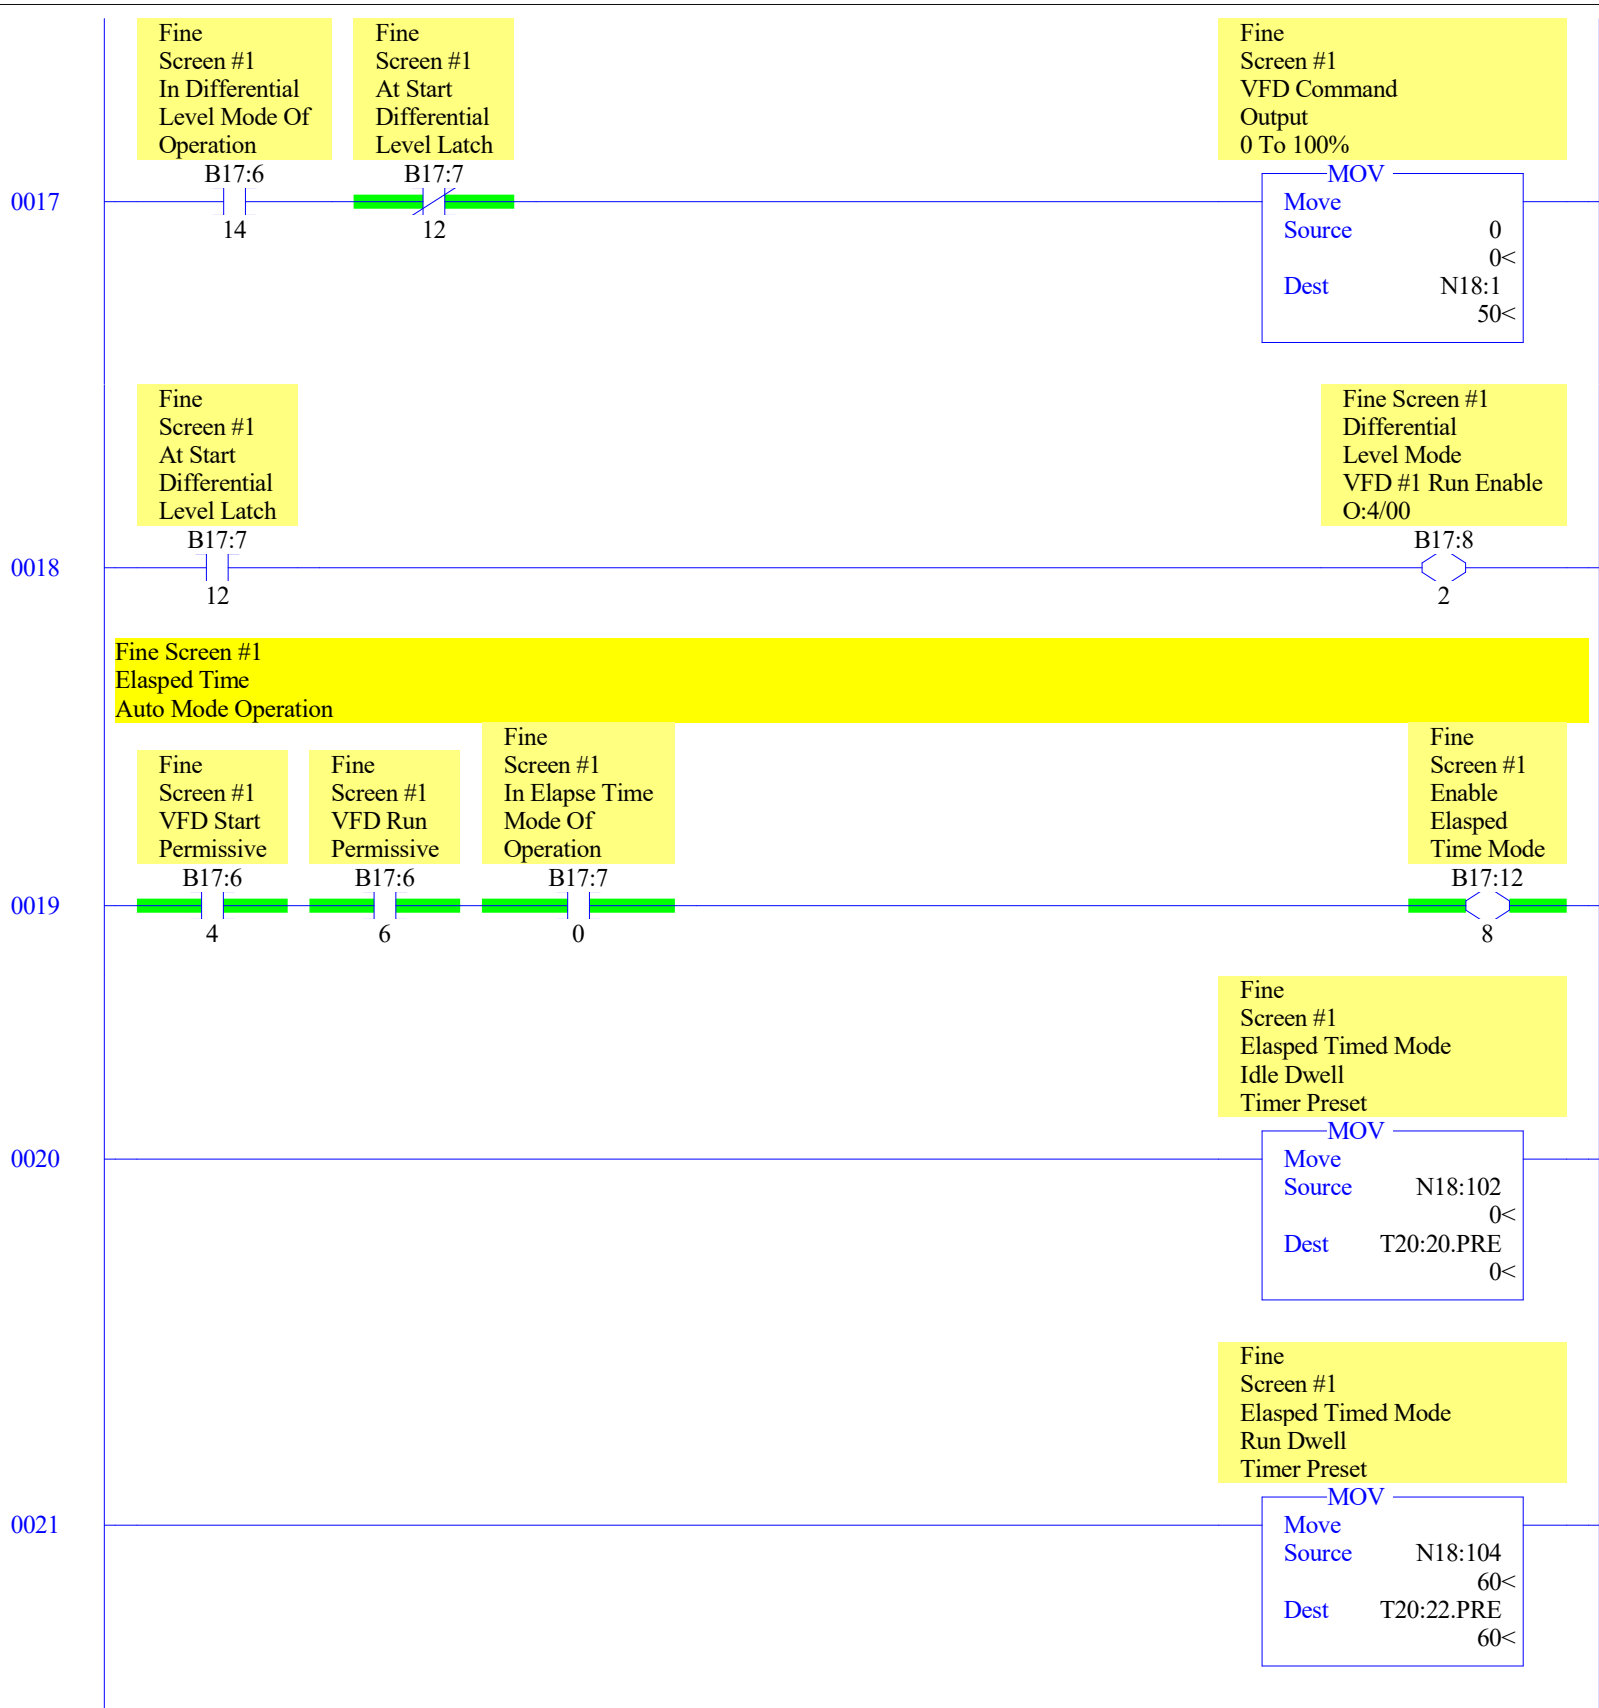 Fine
Screen #1
In Differential
Level Mode Of
Operation
B17:6
14
Fine
Screen #1
At Start
Differential
Level Latch
B17:7
12
Fine
Screen #1
VFD Command
Output
0 To 100%
MOV
Move
Source 0
0<
Dest N18:1
50<
0017
Fine
Screen #1
At Start
Differential
Level Latch
B17:7
12
Fine Screen #1
Differential
Level Mode
VFD #1 Run Enable
O:4/00
B17:8
2
0018
Fine Screen #1
Elasped Time
Auto Mode Operation
Fine
Screen #1
VFD Start
Permissive
B17:6
4
Fine
Screen #1
VFD Run
Permissive
B17:6
6
Fine
Screen #1
In Elapse Time
Mode Of
Operation
B17:7
0
Fine
Screen #1
Enable
Elasped
Time Mode
B17:12
8
0019
Fine
Screen #1
Elasped Timed Mode
Idle Dwell
Timer Preset
MOV
Move
Source N18:102
0<
Dest T20:20.PRE
0<
0020
Fine
Screen #1
Elasped Timed Mode
Run Dwell
Timer Preset
MOV
Move
Source N18:104
60<
Dest T20:22.PRE
60<
0021